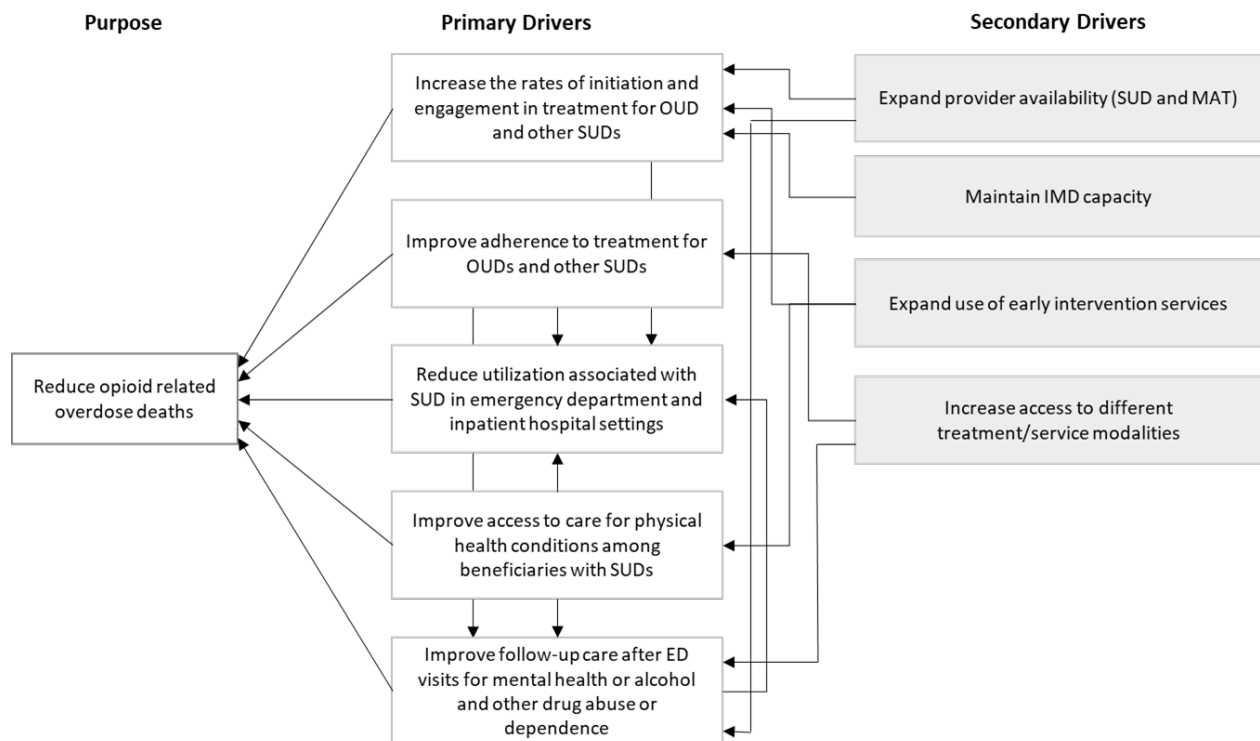 Purpose
Primary Drivers
Secondary Drivers
Increase the rates of initiation and
engagement in treatment for OUD
and other SUDs
Improve adherence to treatment for
OUDs and other SUDs
Reduce opioid related
overdose deaths
Reduce utilization associated with
SUD in emergency department and
inpatient hospital settings
Improve access to care for physical
health conditions among
beneficiaries with SUDs
Improve follow-up care after ED
visits for mental health or alcohol
and other drug abuse or
dependence
Expand provider availability (SUD and MAT)
Maintain IMD capacity
Expand use of early intervention services
Increase access to different
treatment/service modalities